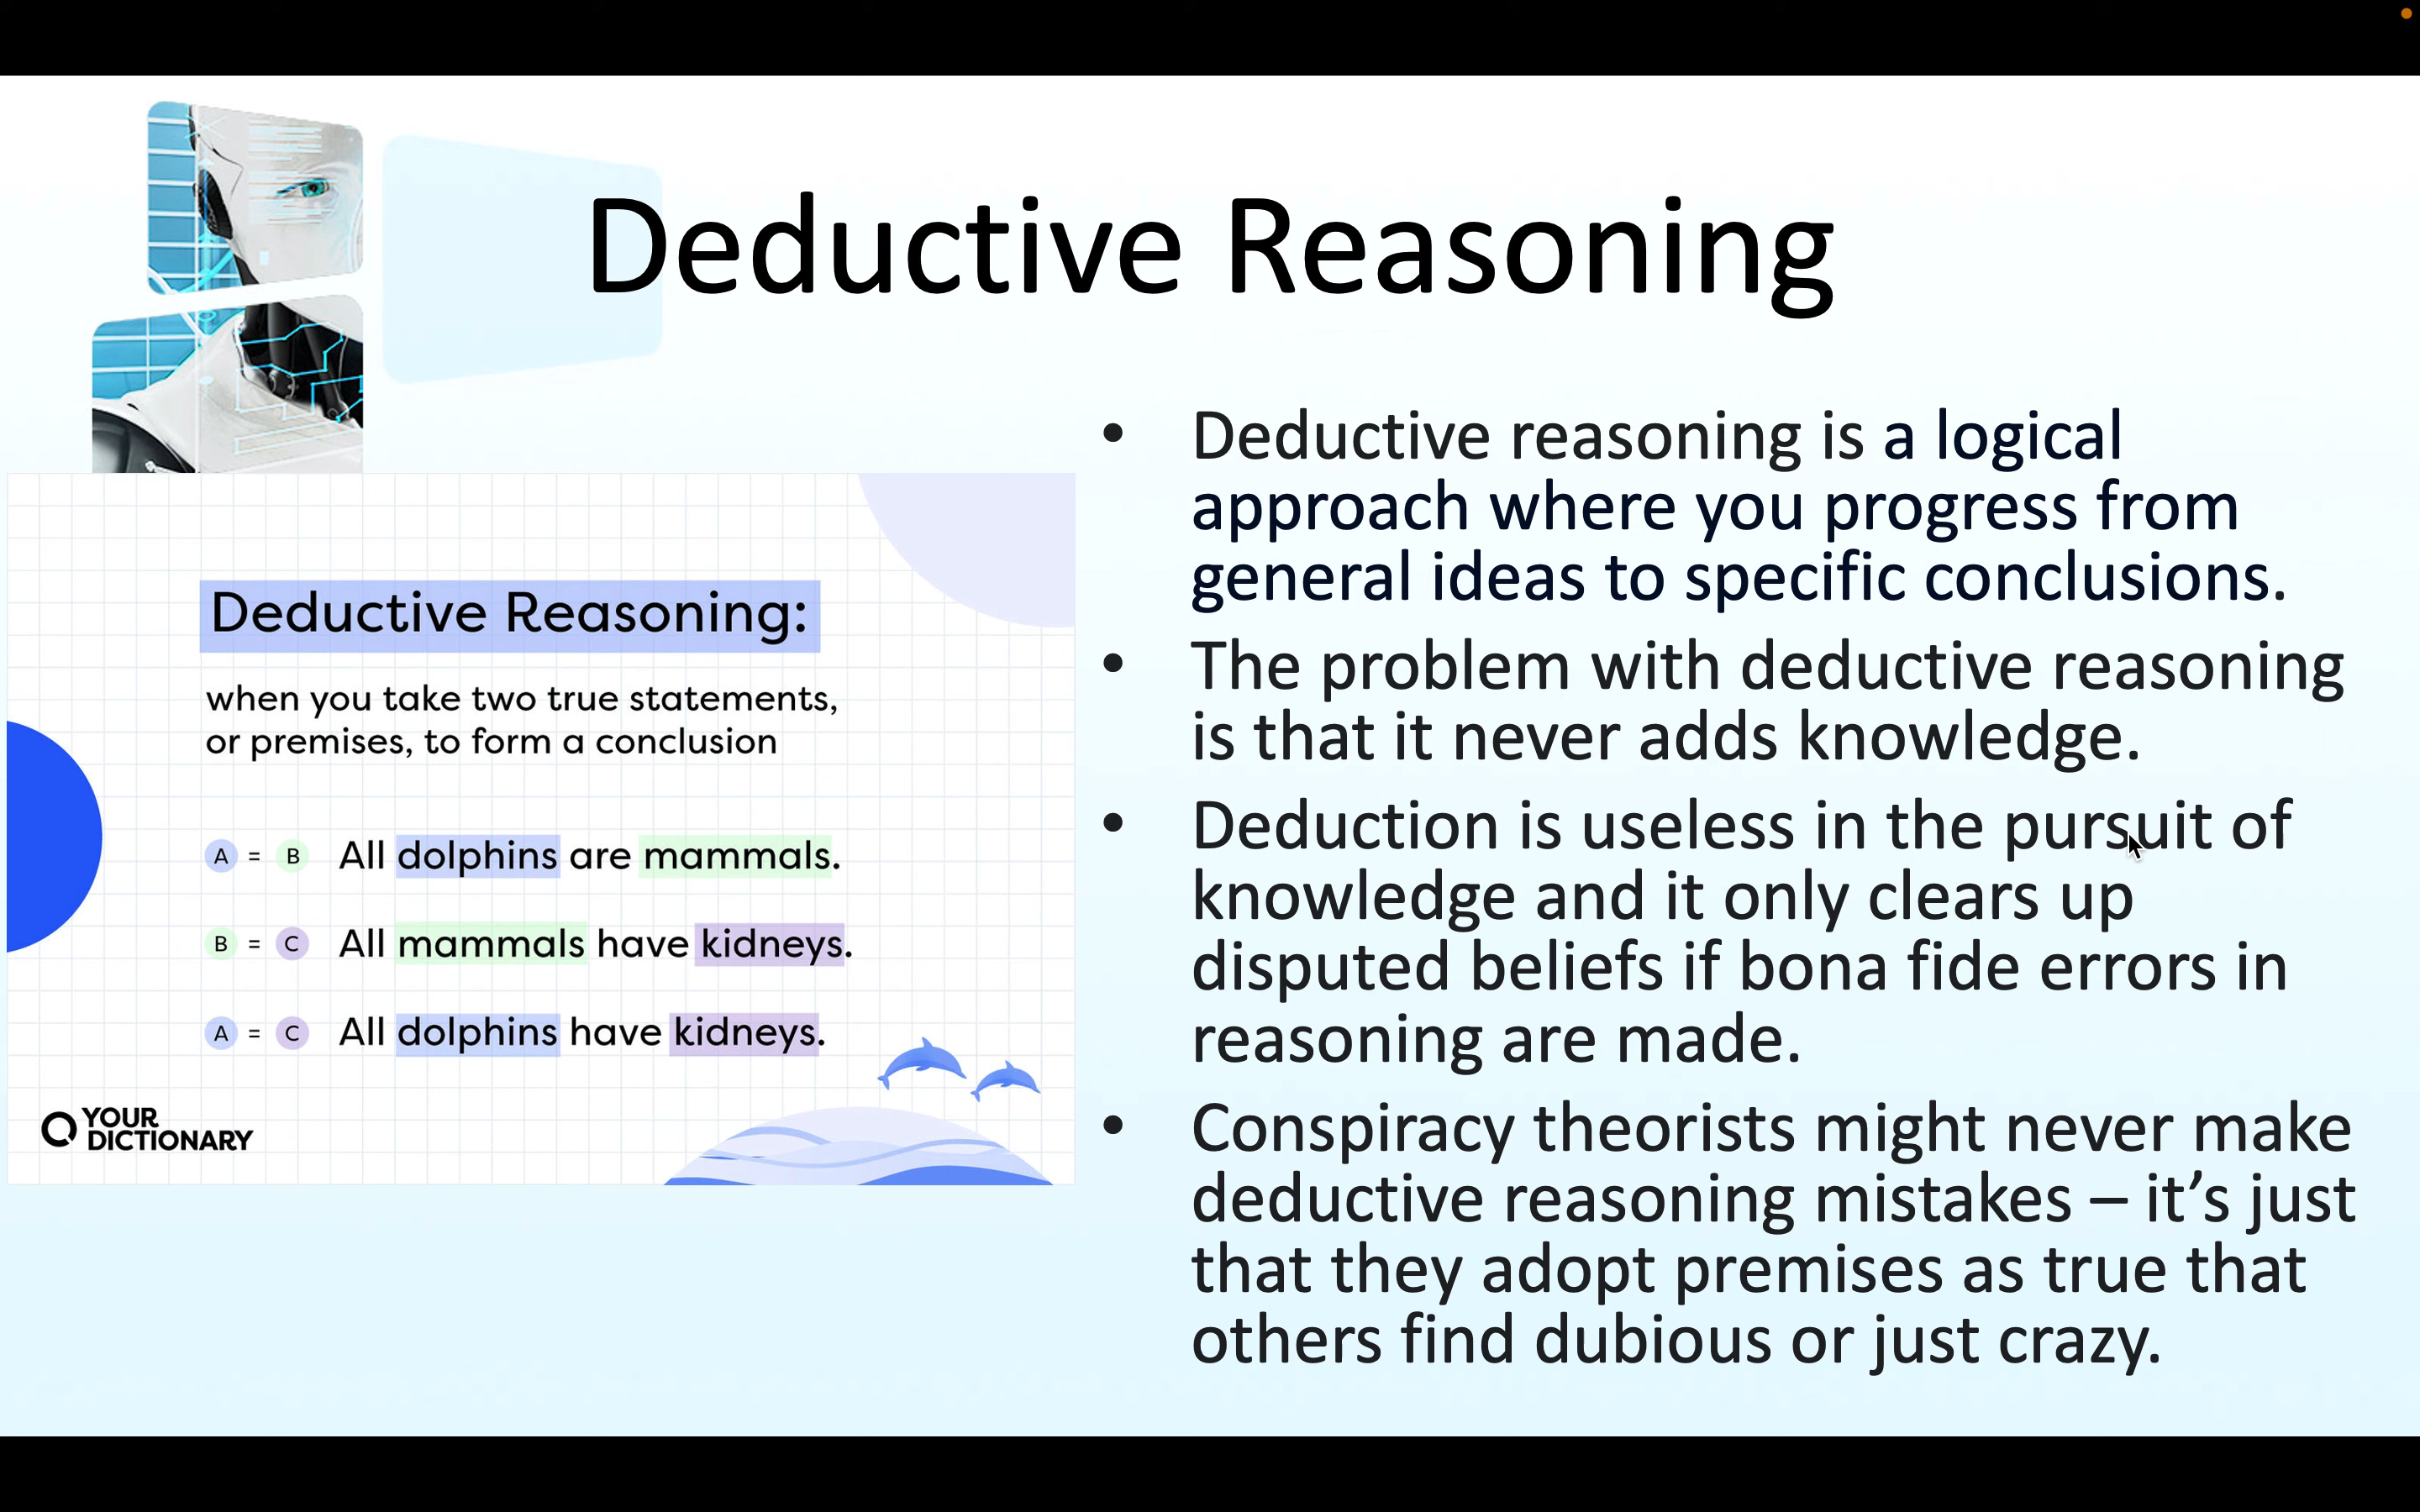 Deductive Reasoning
Deductive Reasoning:
when you take two true statements,
or premises, to form a conclusion
A = B All dolphins are mammals.
B = C All mammals have kidneys.
A = C All dolphins have kidneys.
YOUR
DICTIONARY
• Deductive reasoning is a logical
approach where you progress from
general ideas to specific conclusions.
• The problem with deductive reasoning
is that it never adds knowledge.
• Deduction is useless in the pursuit of
knowledge and it only clears up
disputed beliefs if bona fide errors in
reasoning are made.
• Conspiracy theorists might never make
deductive reasoning mistakes – it’s just
that they adopt premises as true that
others find dubious or just crazy.